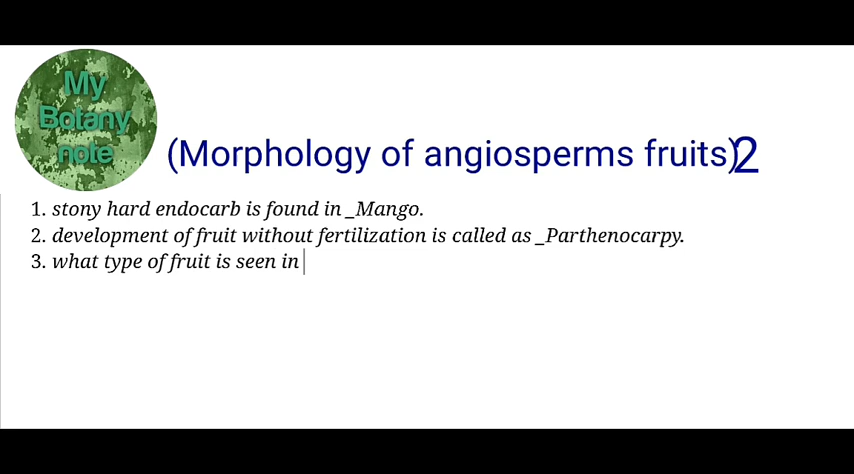 My
Botany
note
(Morphology of angiosperms fruits)2
1. stony hard endocarb is found in _Mango.
2. development of fruit without fertilization is called as _Parthenocarpy.
3. what type of fruit is seen in